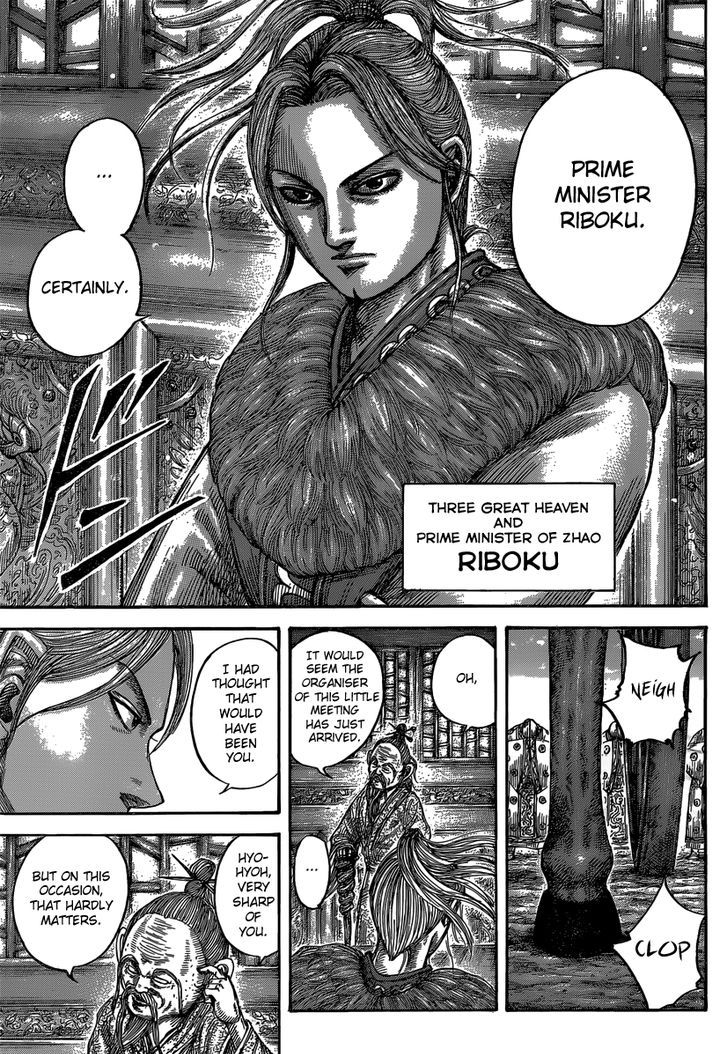 PRIME
MINISTER
RIBOKU.
...
CERTAINLY.
ドン
THREE GREAT HEAVEN
AND
PRIME MINISTER OF ZHAO
RIBOKU
NEIGH
CLOP
OH,
IT WOULD
SEEM THE
ORGANISER
OF THIS LITTLE
MEETING
HAS JUST
ARRIVED.
...
I HAD
THOUGHT
THAT
WOULD
HAVE
BEEN
YOU.
HYO-
HYOH,
VERY
SHARP
OF
YOU.
BUT ON THIS
OCCASION,
THAT HARDLY
MATTERS.